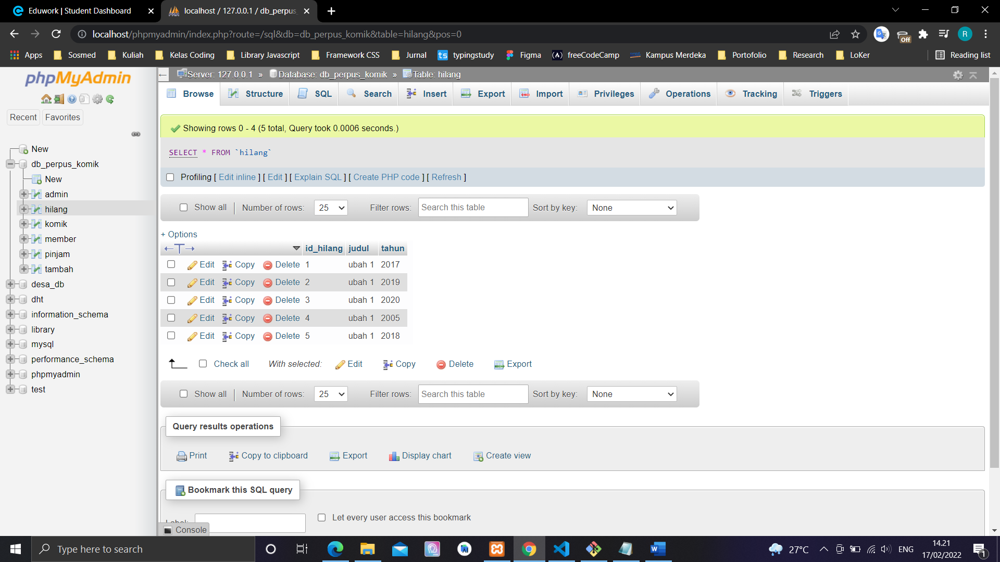 Eduwork | Student Dashboard
localhost / 127.0.0.1 / db_perpus_
localhost/phpmyadmin/index.php?route=/sql&db=db_perpus_komik&table=hilang&pos=0
Off
R
Apps Sosmed Kuliah Kelas Coding Library Javascript Framework CSS Jurnal ts typingstudy Figma freeCodeCamp Kampus Merdeka Portofolio Research LoKer Reading list
phpMyAdmin
Recent Favorites
New
db_perpus_komik
New
admin
hilang
komik
member
pinjam
tambah
desa_db
dht
information_schema
library
mysql
performance_schema
phpmyadmin
test
Server: 127.0.0.1 » Database: db_perpus_komik » Table: hilang
Browse Structure SQL Search Insert Export Import Privileges Operations Tracking Triggers
Showing rows 0 - 4 (5 total, Query took 0.0006 seconds.)
SELECT * FROM `hilang`
Profiling [ Edit inline ] [ Edit ] [ Explain SQL ] [ Create PHP code ] [ Refresh ]
Show all Number of rows: 25 Filter rows: Search this table Sort by key: None
+ Options
←T→ id_hilang judul tahun
Edit Copy Delete 1 ubah 1 2017
Edit Copy Delete 2 ubah 1 2019
Edit Copy Delete 3 ubah 1 2020
Edit Copy Delete 4 ubah 1 2005
Edit Copy Delete 5 ubah 1 2018
Check all With selected: Edit Copy Delete Export
Show all Number of rows: 25 Filter rows: Search this table Sort by key: None
Query results operations
Print Copy to clipboard Export Display chart Create view
Bookmark this SQL query
Label: Let every user access this bookmark
Console
Type here to search
27°C ENG
14.21
17/02/2022
1